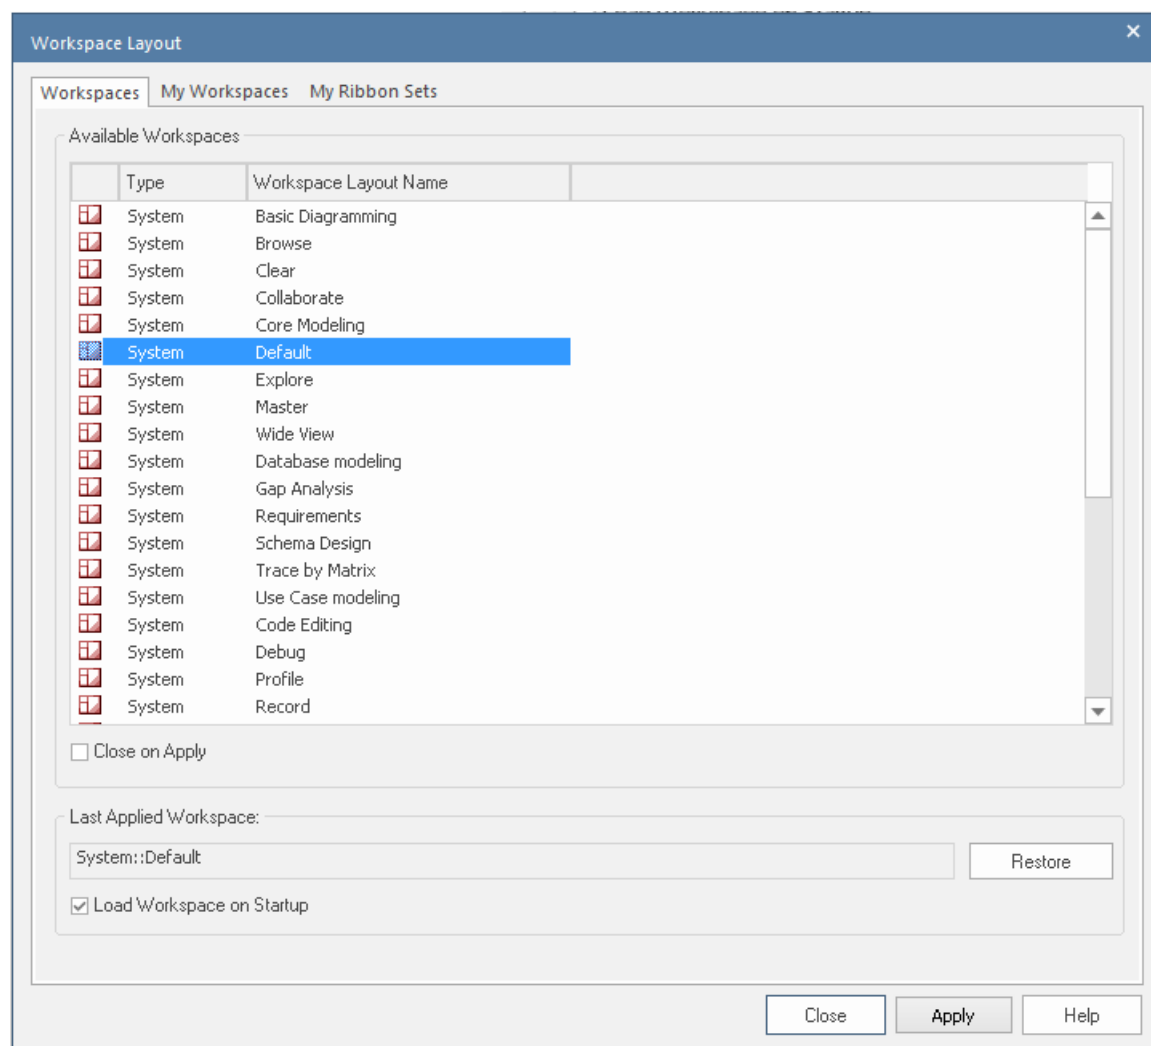 Workspace Layout
Workspaces My Workspaces My Ribbon Sets
Available Workspaces
Type Workspace Layout Name
System Basic Diagramming
System Browse
System Clear
System Collaborate
System Core Modeling
System Default
System Explore
System Master
System Wide View
System Database modeling
System Gap Analysis
System Requirements
System Schema Design
System Trace by Matrix
System Use Case modeling
System Code Editing
System Debug
System Profile
System Record
Close on Apply
Last Applied Workspace:
System::Default Restore
Load Workspace on Startup
Close Apply Help